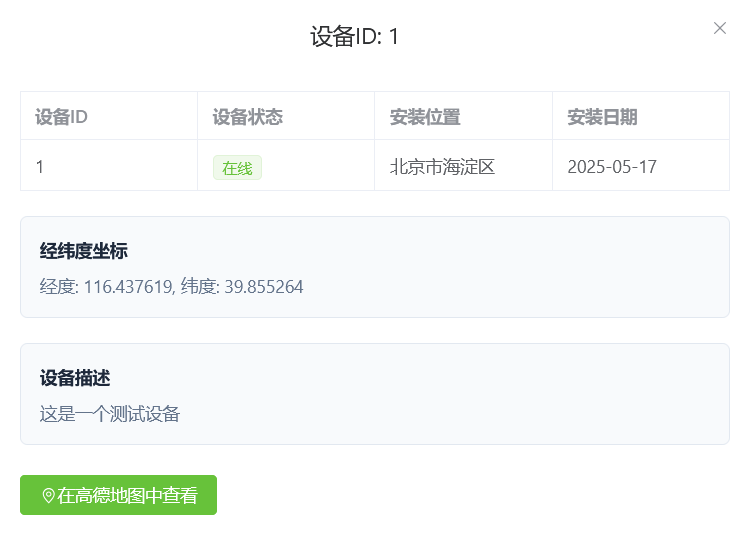 设备ID: 1
设备ID 设备状态 安装位置 安装日期
1 在线 北京市海淀区 2025-05-17
经纬度坐标
经度: 116.437619, 纬度: 39.855264
设备描述
这是一个测试设备
在高德地图中查看